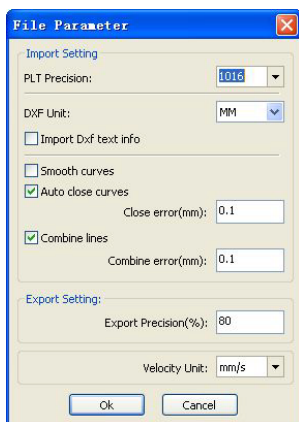 File Parameter
Import Setting
PLT Precision: 1016
DXF Unit: MM
Import Dxf text info
Smooth curves
Auto close curves
Close error(mm): 0.1
Combine lines
Combine error(mm): 0.1
Export Setting:
Export Precision(%): 80
Velocity Unit: mm/s
Ok Cancel